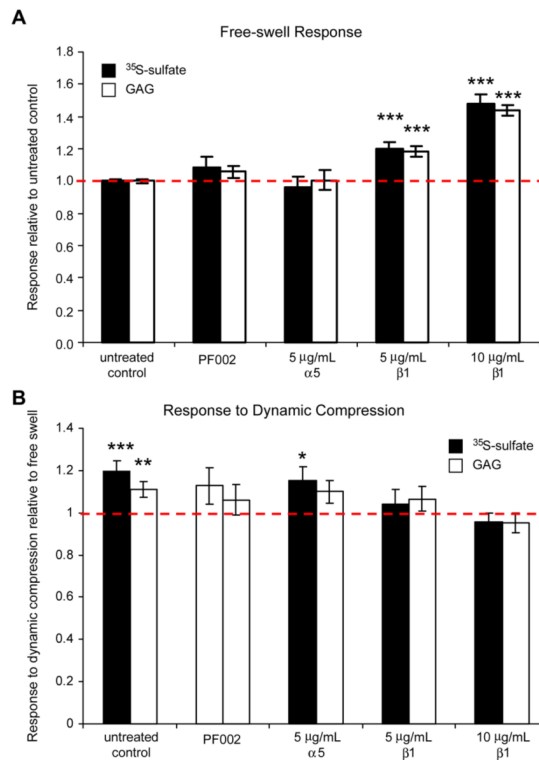 A
Free-swell Response
Response relative to untreated control
1.8
1.6
1.4
1.2
1.0
0.8
0.6
0.4
0.2
0.0
³⁵S-sulfate
GAG
***
***
***
***
untreated control
PF002
5 µg/mL α5
5 µg/mL β1
10 µg/mL β1
B
Response to Dynamic Compression
Response to dynamic compression relative to free swell
1.4
1.2
1
0.8
0.6
0.4
0.2
0
³⁵S-sulfate
GAG
***
**
*
untreated control
PF002
5 µg/mL α5
5 µg/mL β1
10 µg/mL β1